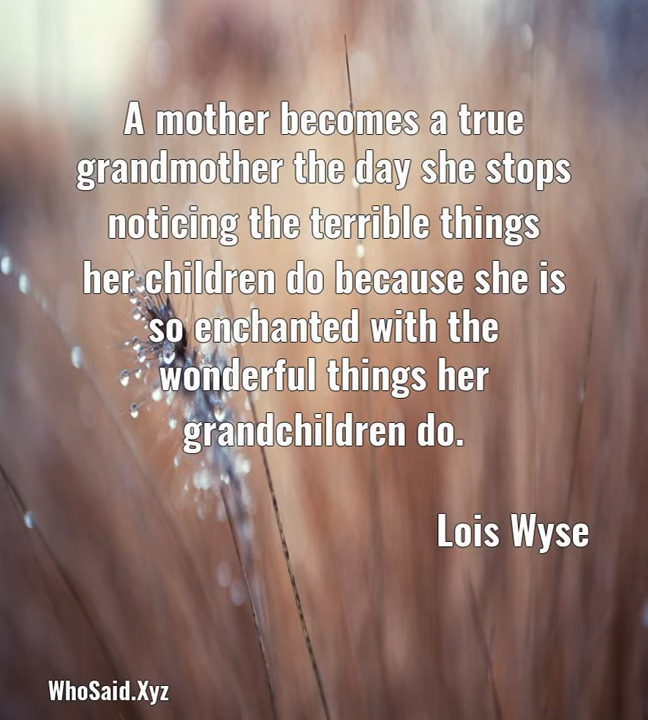 A mother becomes a true
grandmother the day she stops
noticing the terrible things
her children do because she is
so enchanted with the
wonderful things her
grandchildren do.
Lois Wyse
WhoSaid.Xyz